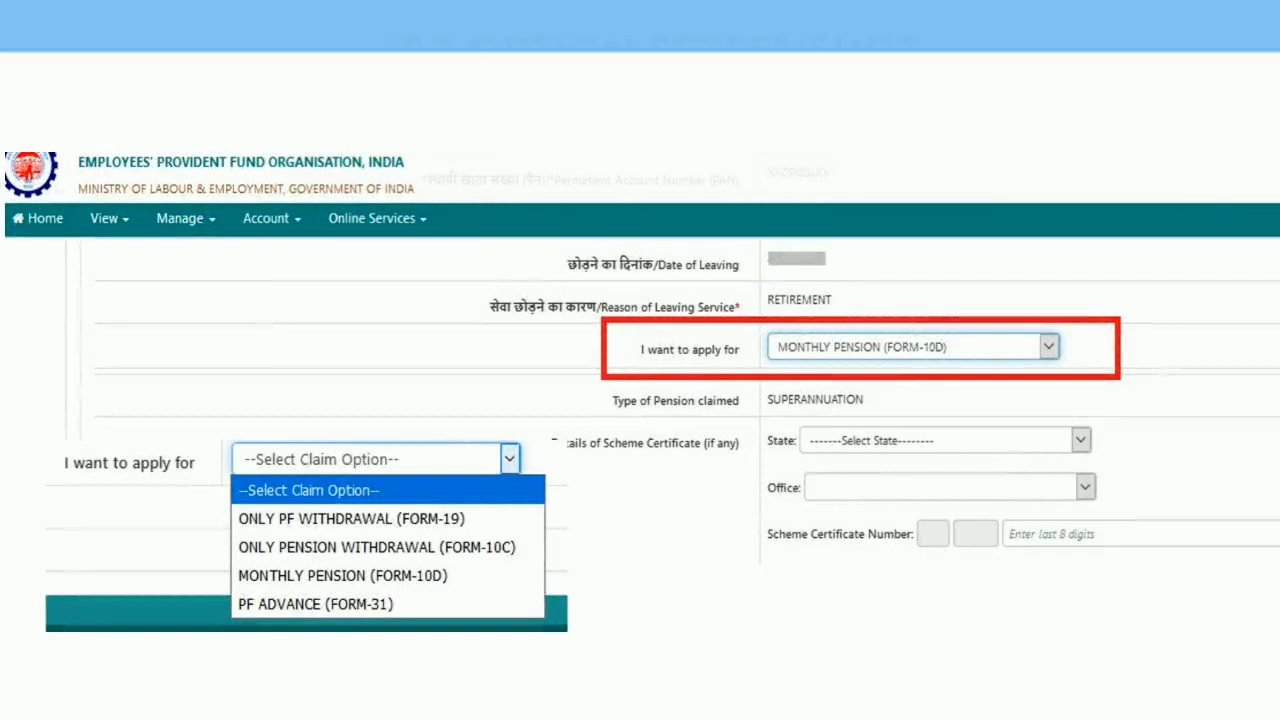 EMPLOYEES' PROVIDENT FUND ORGANISATION, INDIA
MINISTRY OF LABOUR & EMPLOYMENT, GOVERNMENT OF INDIA
*स्थायी खाता संख्या (पैन)/*Permanent Account Number (PAN)
Home View Manage Account Online Services
छोड़ने का दिनांक/Date of Leaving
सेवा छोड़ने का कारण/Reason of Leaving Service* RETIREMENT
I want to apply for MONTHLY PENSION (FORM-10D)
Type of Pension claimed SUPERANNUATION
of Scheme Certificate (if any) State: -------Select State--------
Office:
Scheme Certificate Number: Enter last 8 digits
I want to apply for --Select Claim Option--
--Select Claim Option--
ONLY PF WITHDRAWAL (FORM-19)
ONLY PENSION WITHDRAWAL (FORM-10C)
MONTHLY PENSION (FORM-10D)
PF ADVANCE (FORM-31)